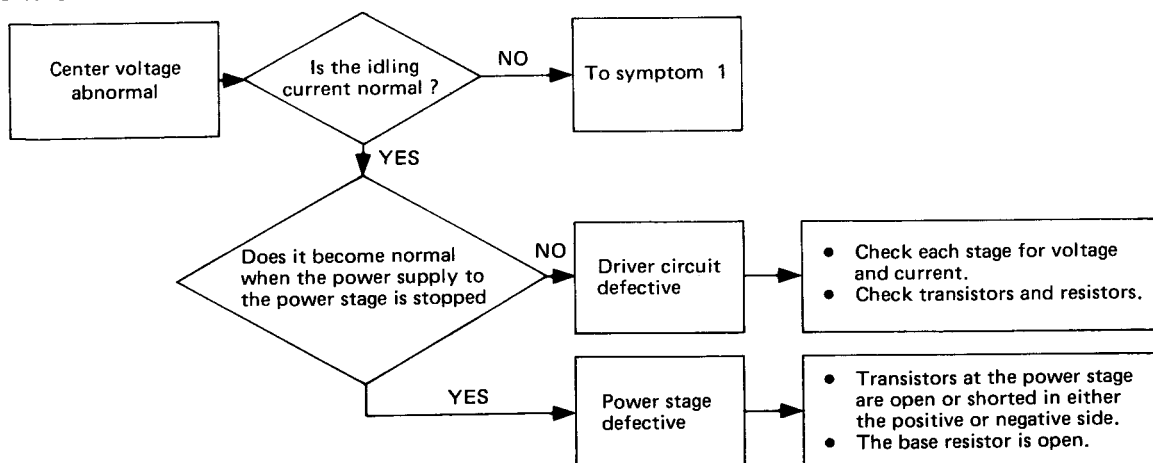 Center voltage
abnormal
Is the idling
current normal ?
NO
To symptom 1
YES
Does it become normal
when the power supply to
the power stage is stopped
NO
Driver circuit
defective
• Check each stage for voltage
and current.
• Check transistors and resistors.
YES
Power stage
defective
• Transistors at the power stage
are open or shorted in either
the positive or negative side.
• The base resistor is open.